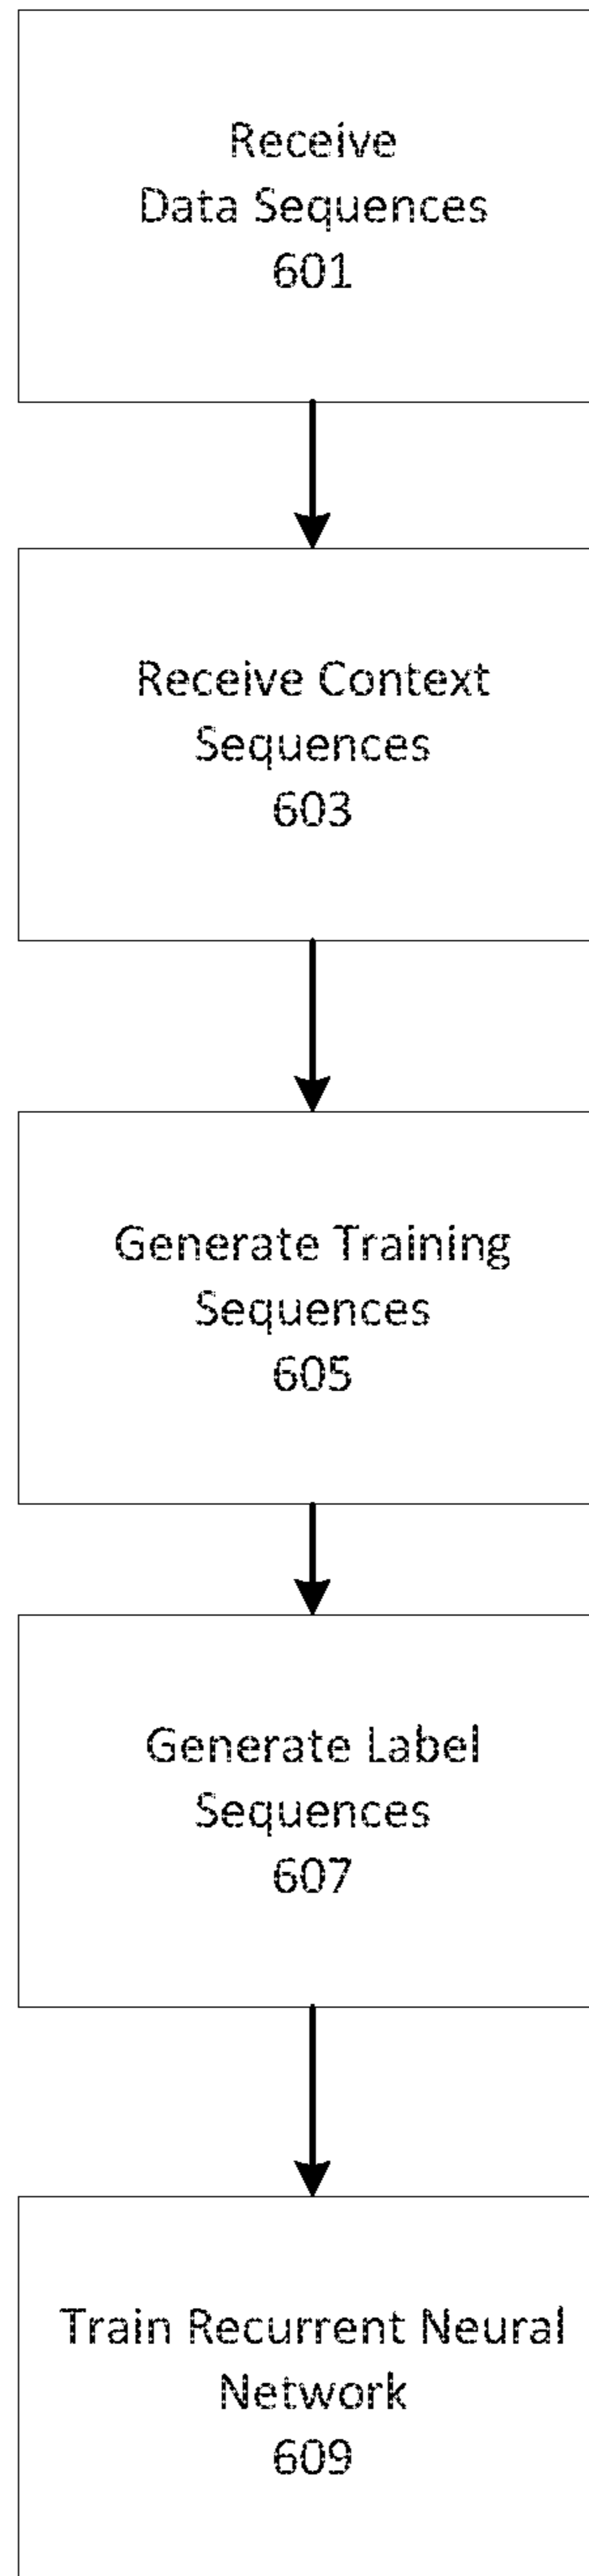 Receive
Data Sequences
601
Receive Context
Sequences
603
Generate Training
Sequences
605
Generate Label
Sequences
607
Train Recurrent Neural
Network
609